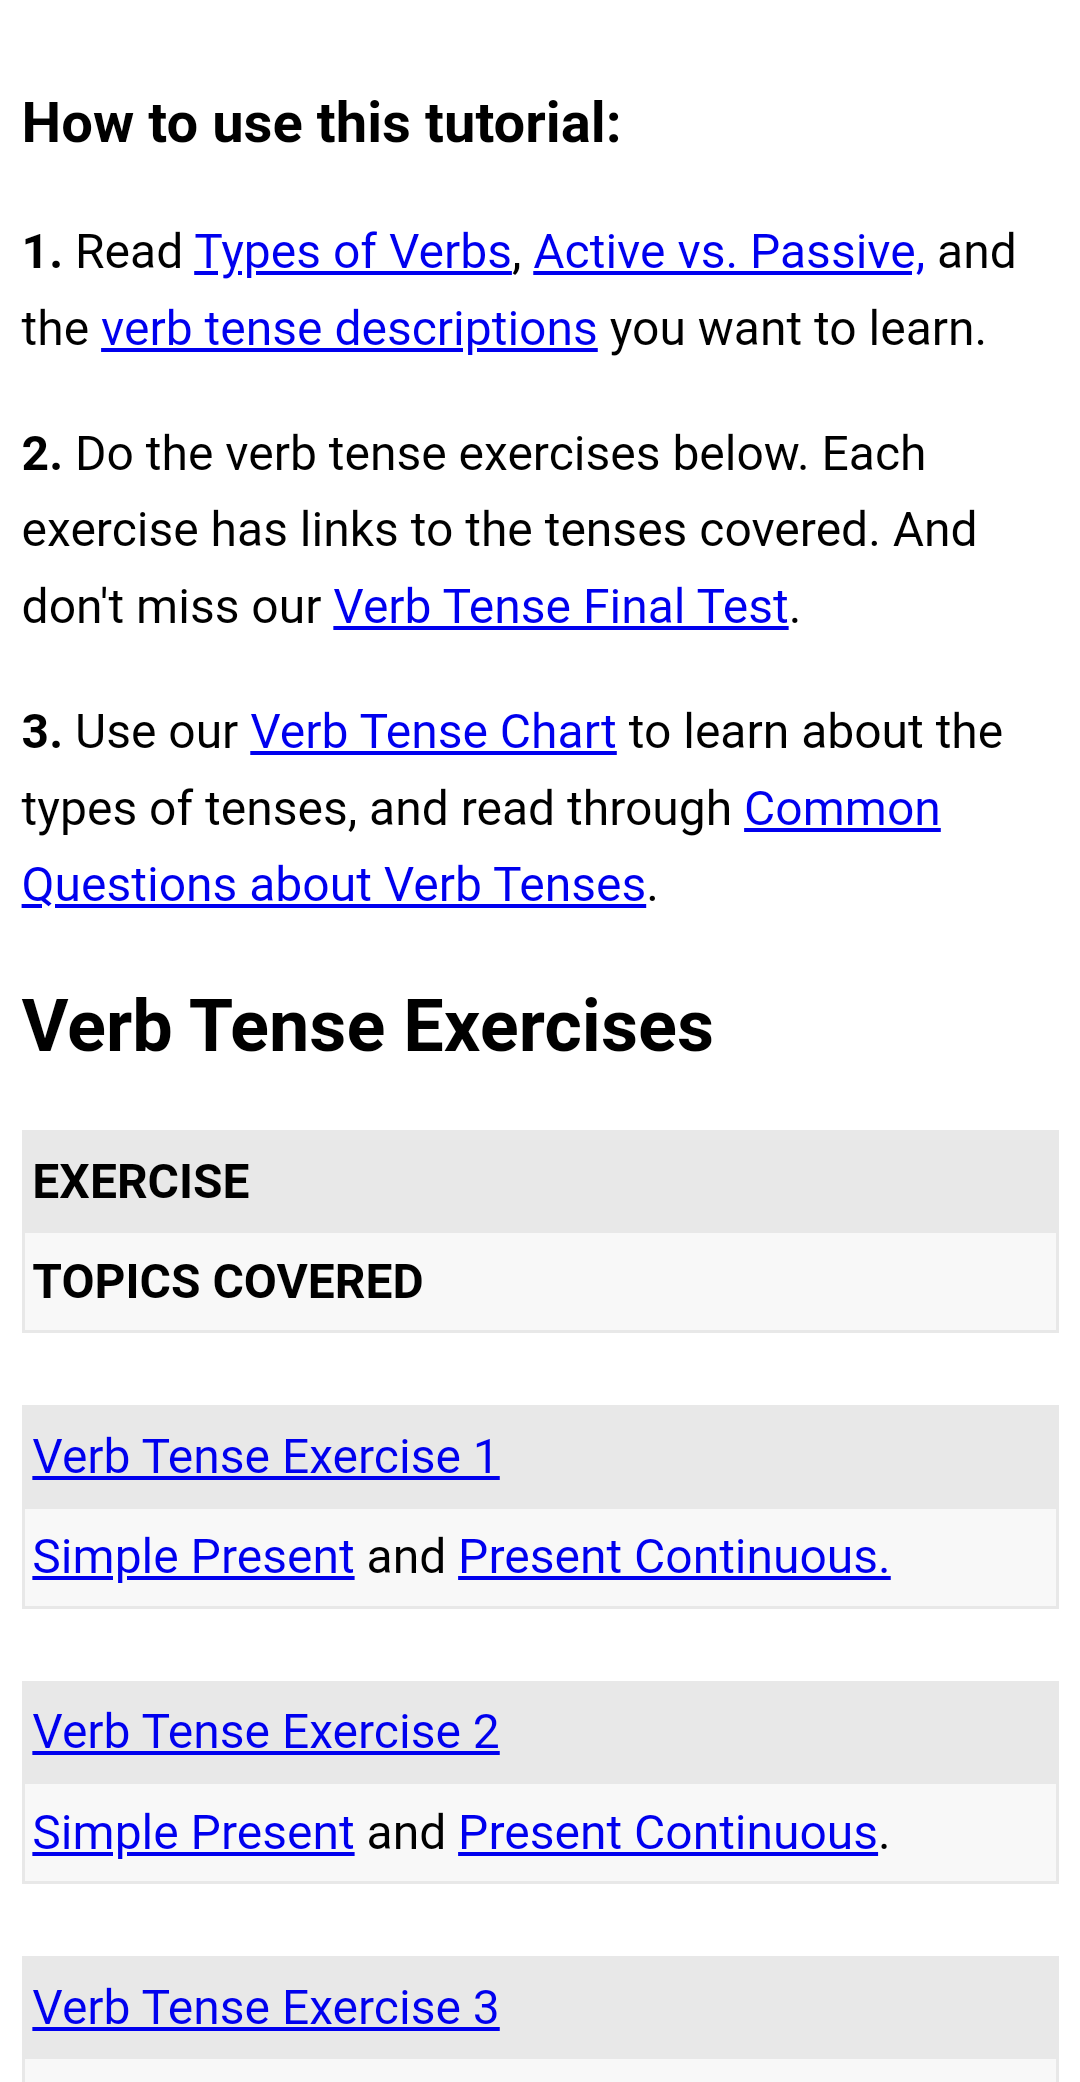 How to use this tutorial:
1. Read Types of Verbs, Active vs. Passive, and
the verb tense descriptions you want to learn.
2. Do the verb tense exercises below. Each
exercise has links to the tenses covered. And
don't miss our Verb Tense Final Test.
3. Use our Verb Tense Chart to learn about the
types of tenses, and read through Common
Questions about Verb Tenses.
Verb Tense Exercises
EXERCISE
TOPICS COVERED
Verb Tense Exercise 1
Simple Present and Present Continuous.
Verb Tense Exercise 2
Simple Present and Present Continuous.
Verb Tense Exercise 3